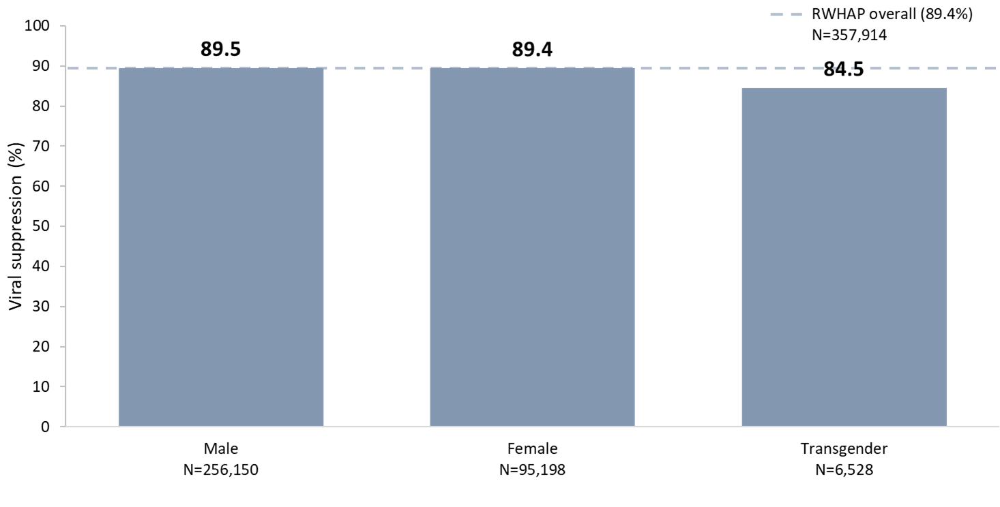 RWHAP overall (89.4%)
N=357,914
Viral suppression (%)
100
90
80
70
60
50
40
30
20
10
0
89.5
89.4
84.5
Male
N=256,150
Female
N=95,198
Transgender
N=6,528